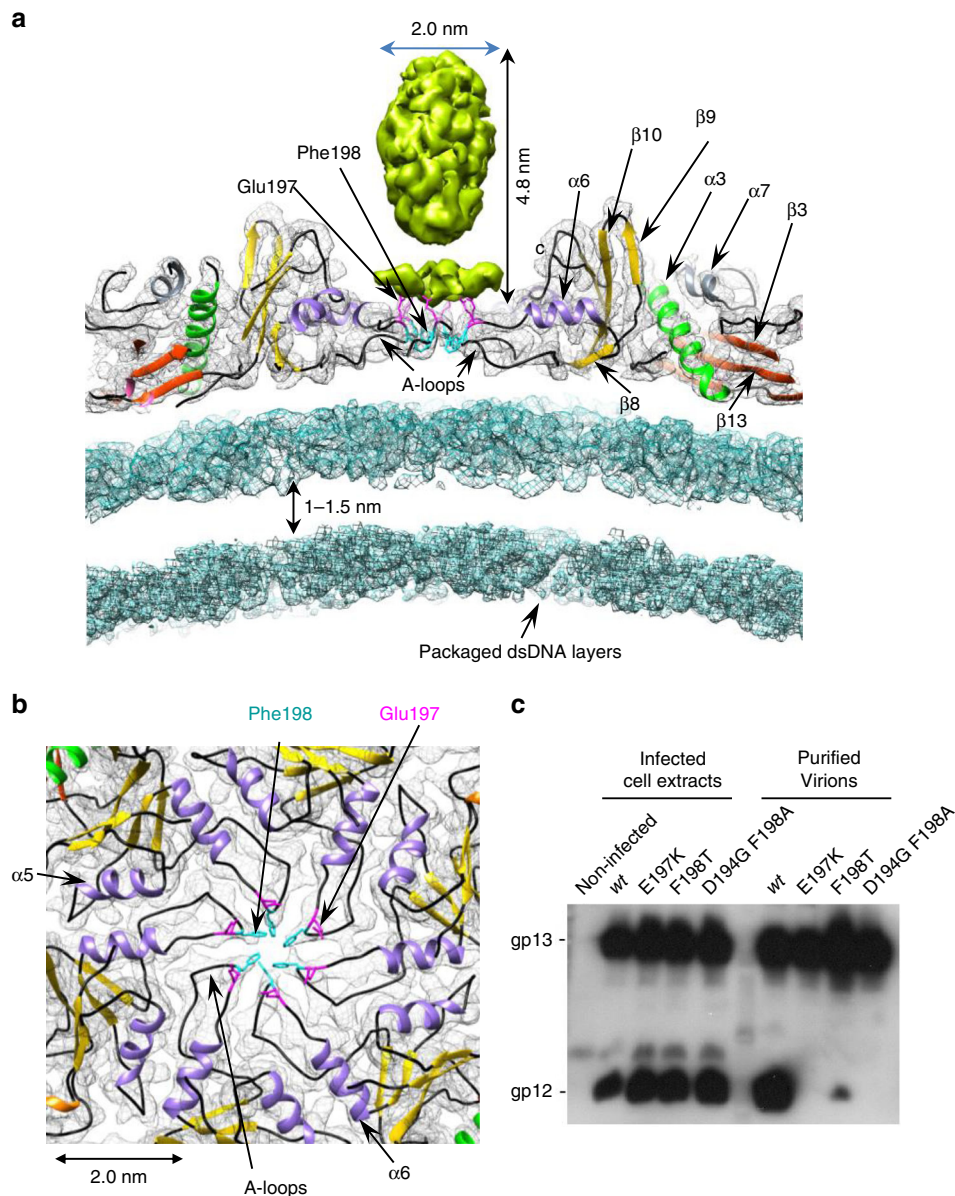 a
2.0 nm
4.8 nm
Phe198
Glu197
β10
β9
α6
α3
α7
β3
c
A-loops
β8
β13
1–1.5 nm
Packaged dsDNA layers
b
Phe198
Glu197
α5
2.0 nm
A-loops
α6
c
Infected
cell extracts
Purified
Virions
Non-infected
wt
E197K
F198T
D194G F198A
wt
E197K
F198T
D194G F198A
gp13 -
gp12 -